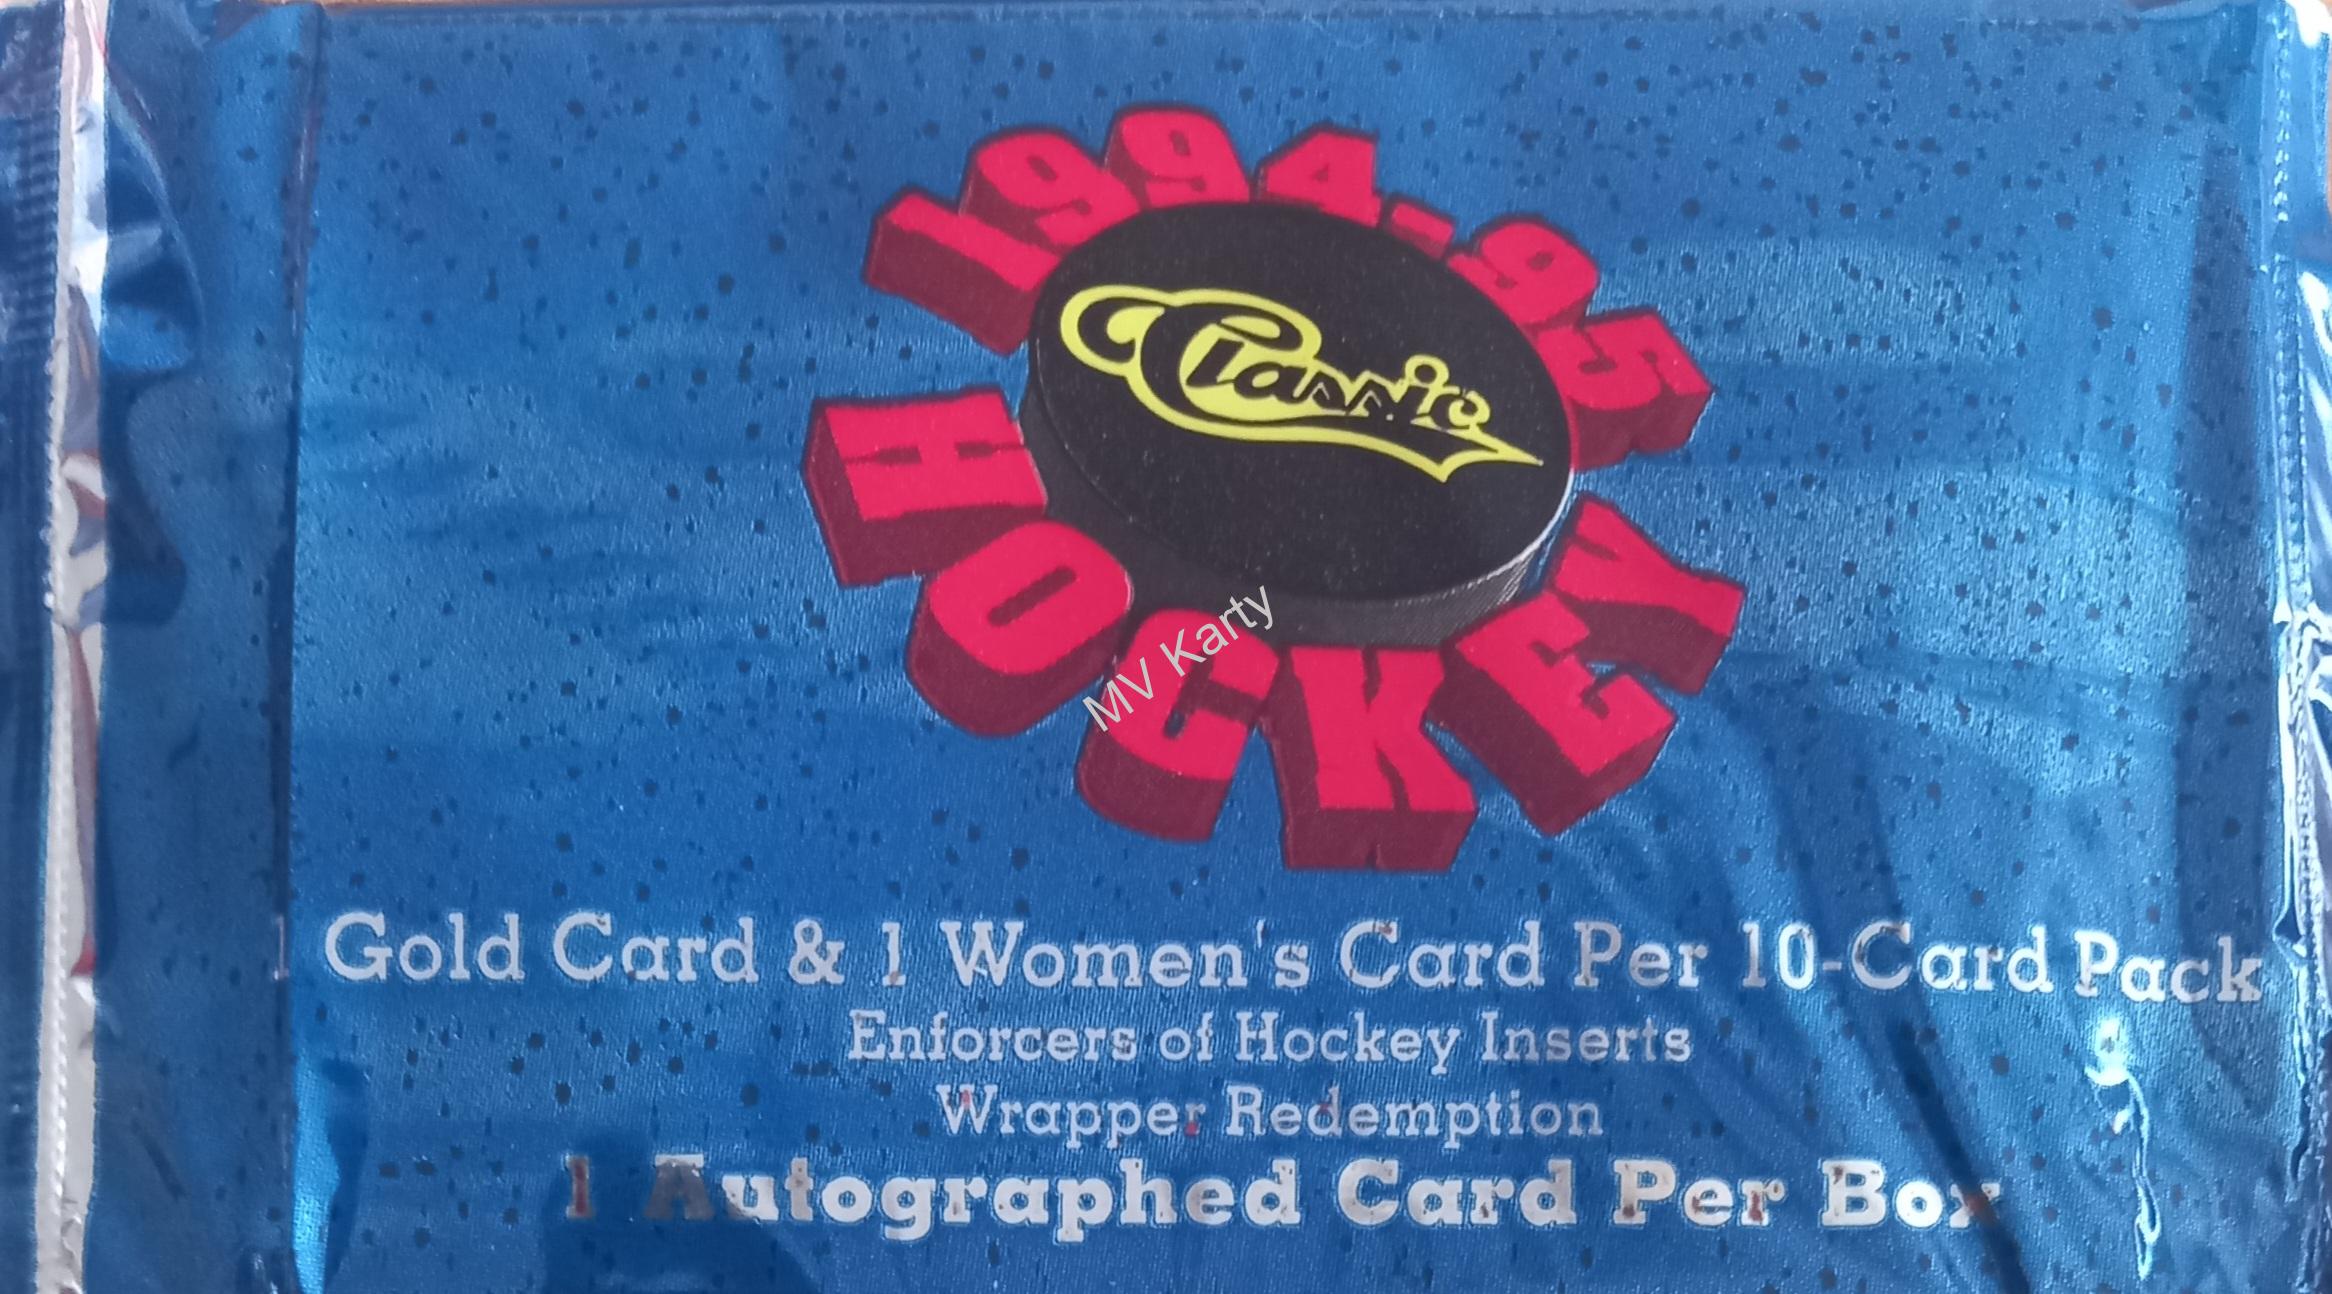 1994-95
Classic
HOCKEY
MV Karty
1 Gold Card & 1 Women's Card Per 10-Card Pack
Enforcers of Hockey Inserts
Wrapper Redemption
1 Autographed Card Per Box